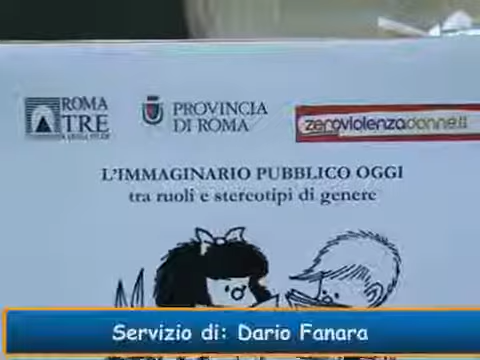 ROMA
TRE
PROVINCIA
DI ROMA
zeroviolenzadonne.it
L'IMMAGINARIO PUBBLICO OGGI
tra ruoli e stereotipi di genere
Servizio di: Dario Fanara